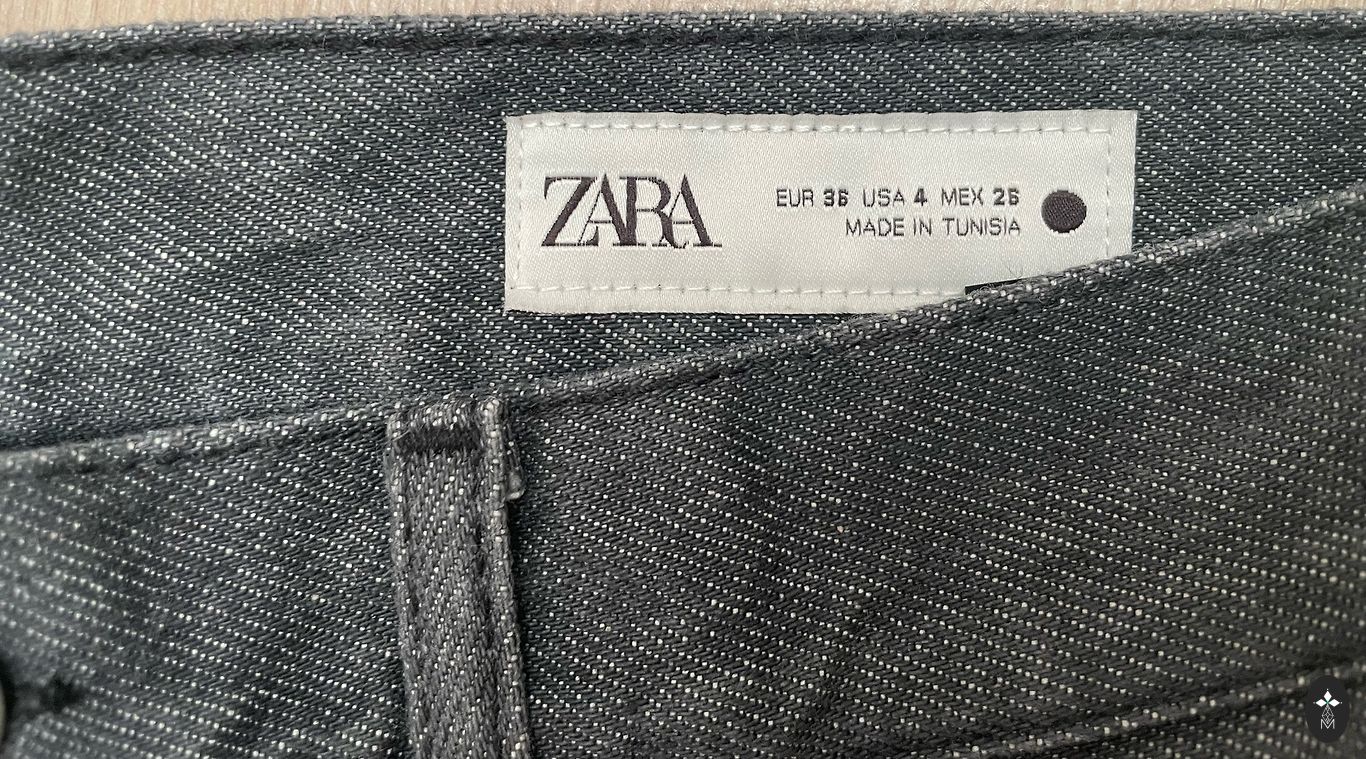 ZARA
EUR 36 USA 4 MEX 26
MADE IN TUNISIA
M